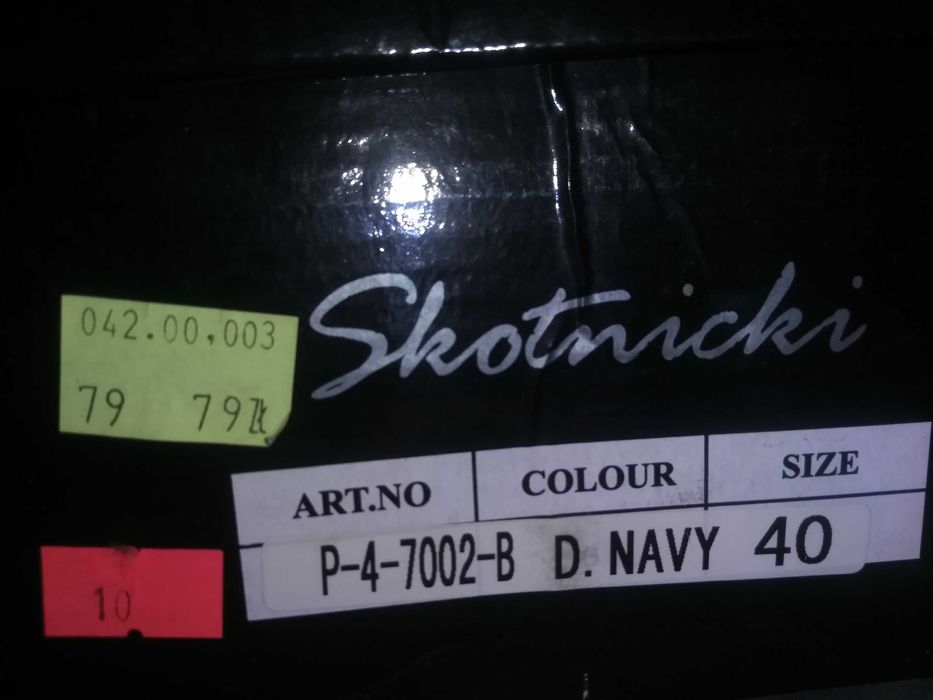 Skotnicki
042.00,003
79 79zł
ART.NO COLOUR SIZE
P-4-7002-B D. NAVY 40
10